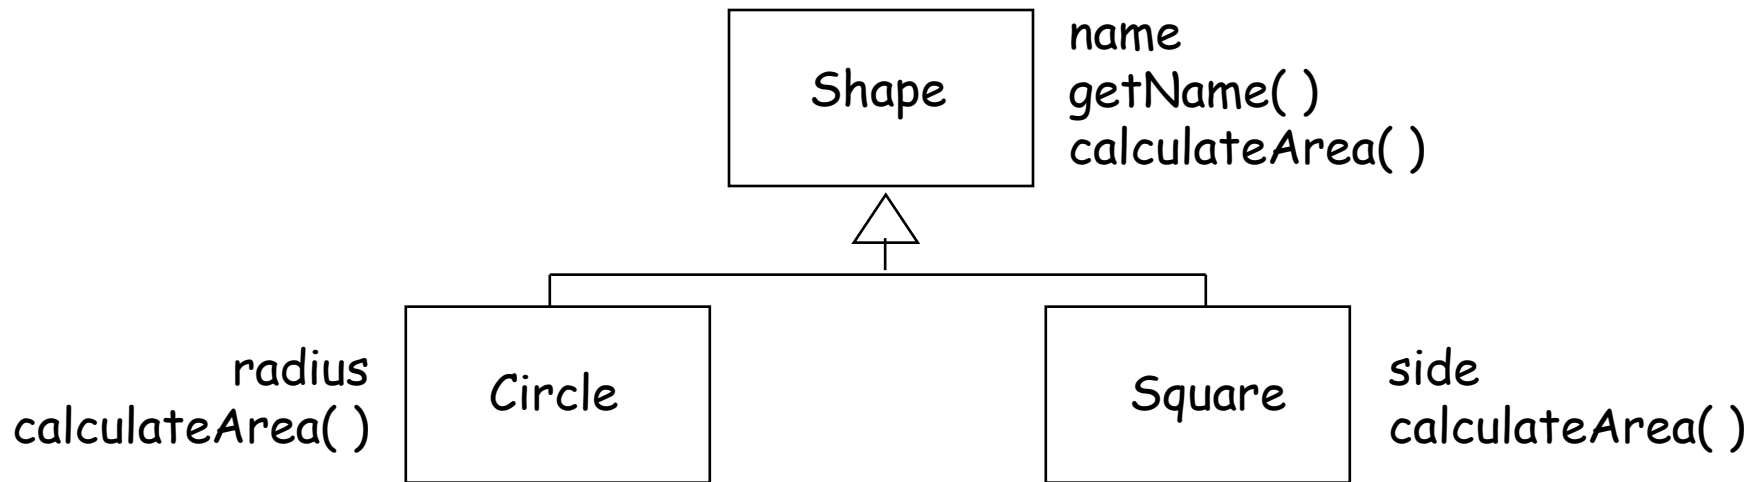 Shape
name
getName( )
calculateArea( )
radius
calculateArea( )
Circle
Square
side
calculateArea( )